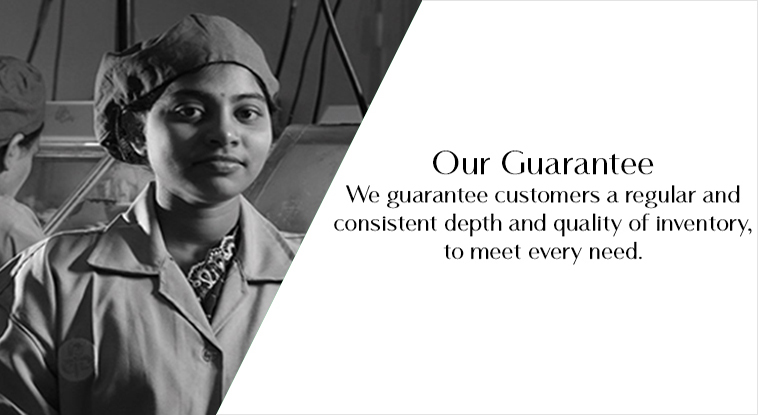 Our Guarantee
We guarantee customers a regular and
consistent depth and quality of inventory,
to meet every need.